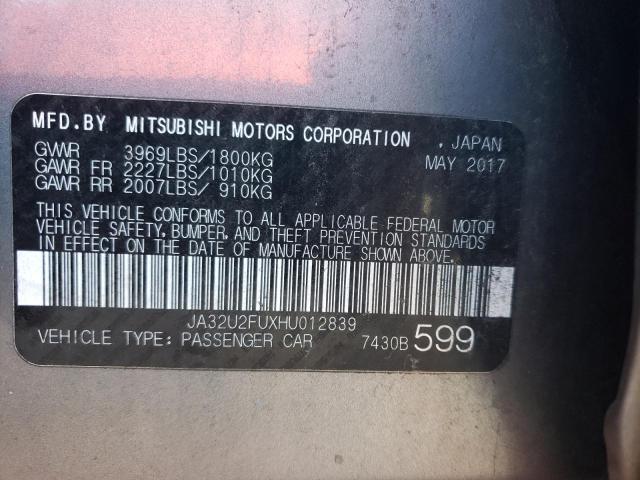 MFD.BY MITSUBISHI MOTORS CORPORATION , JAPAN
GVWR 3969LBS/1800KG MAY 2017
GAWR FR 2227LBS/1010KG
GAWR RR 2007LBS/ 910KG
THIS VEHICLE CONFORMS TO ALL APPLICABLE FEDERAL MOTOR
VEHICLE SAFETY, BUMPER, AND THEFT PREVENTION STANDARDS
IN EFFECT ON THE DATE OF MANUFACTURE SHOWN ABOVE.
JA32U2FUXHU012839
VEHICLE TYPE: PASSENGER CAR 7430B 599